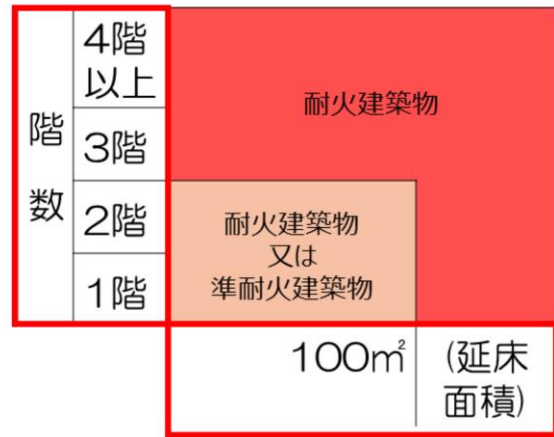 階
数
4階
以上
3階
2階
1階
耐火建築物
耐火建築物
又は
準耐火建築物
100㎡
(延床
面積)